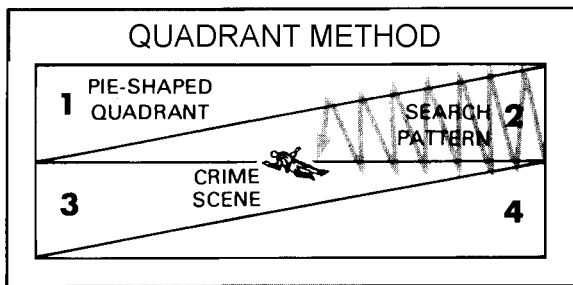 QUADRANT METHOD
1
PIE-SHAPED
QUADRANT
SEARCH
PATTERN
2
CRIME
SCENE
3
4